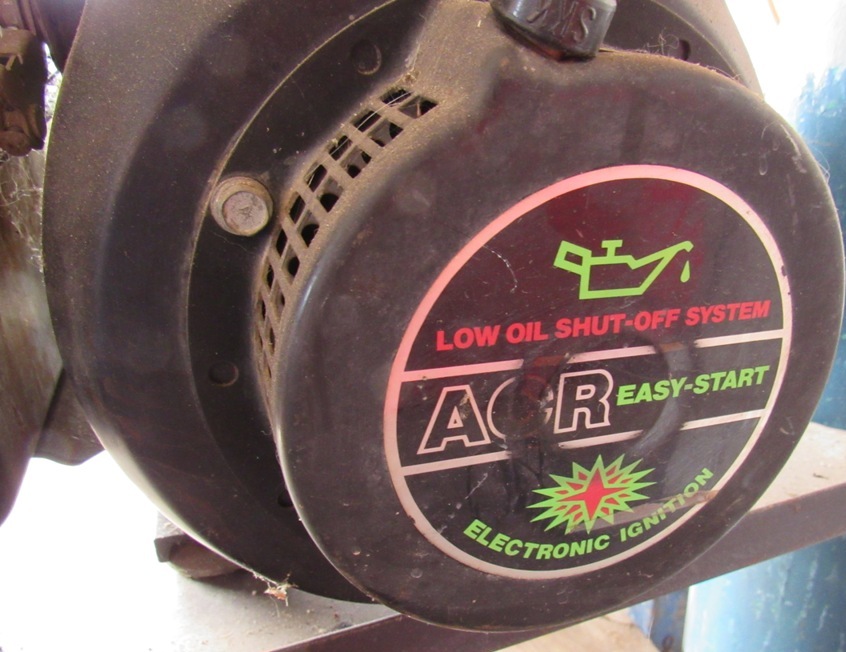 LOW OIL SHUT-OFF SYSTEM
ACR EASY-START
ELECTRONIC IGNITION